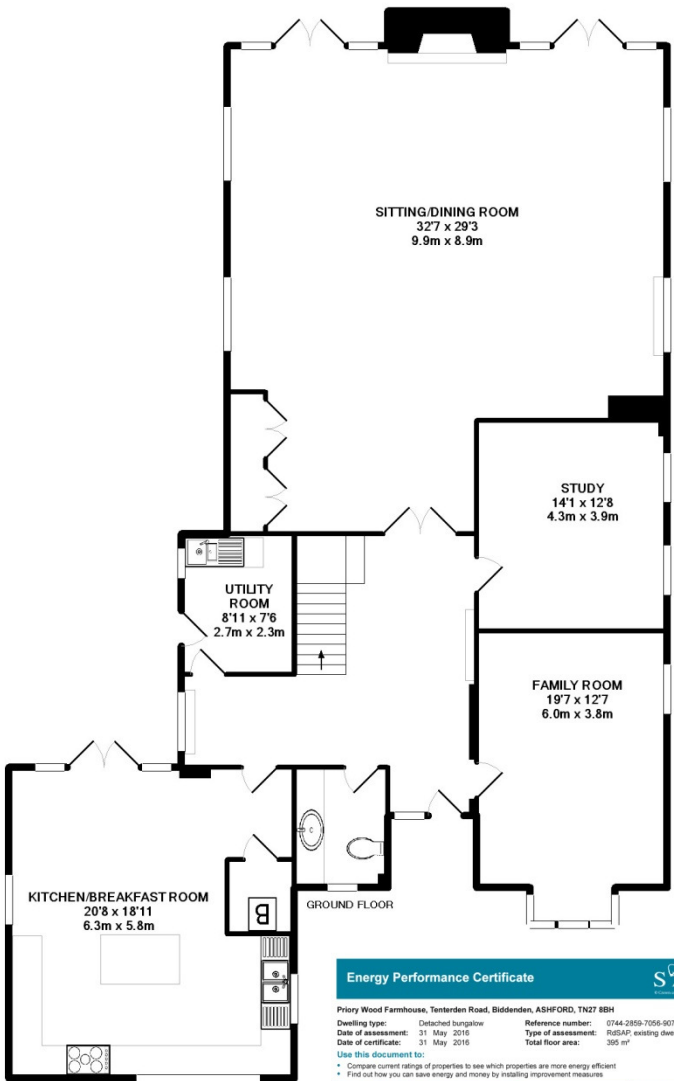 SITTING/DINING ROOM
32'7 x 29'3
9.9m x 8.9m
STUDY
14'1 x 12'8
4.3m x 3.9m
UTILITY
ROOM
8'11 x 7'6
2.7m x 2.3m
FAMILY ROOM
19'7 x 12'7
6.0m x 3.8m
KITCHEN/BREAKFAST ROOM
20'8 x 18'11
6.3m x 5.8m
B
GROUND FLOOR
Energy Performance Certificate
Priory Wood Farmhouse, Tenterden Road, Biddenden, ASHFORD, TN27 8BH
Dwelling type: Detached bungalow Reference number: 0744-2859-7056-907
Date of assessment: 31 May 2016 Type of assessment: RdSAP, existing dwe
Date of certificate: 31 May 2016 Total floor area: 395 m²
Use this document to:
• Compare current ratings of properties to see which properties are more energy efficient
• Find out how you can save energy and money by installing improvement measures